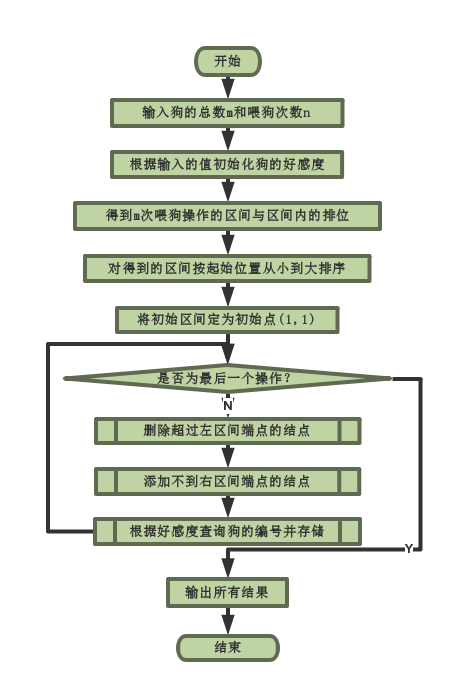 开始
输入狗的总数m和喂狗次数n
根据输入的值初始化狗的好感度
得到m次喂狗操作的区间与区间内的排位
对得到的区间按起始位置从小到大排序
将初始区间定为初始点(1,1)
是否为最后一个操作？
N
删除超过左区间端点的结点
添加不到右区间端点的结点
根据好感度查询狗的编号并存储
Y
输出所有结果
结束